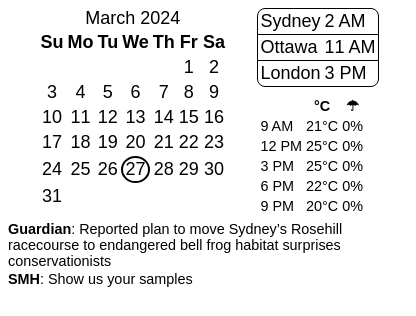 March 2024
Su Mo Tu We Th Fr Sa
1 2
3 4 5 6 7 8 9
10 11 12 13 14 15 16
17 18 19 20 21 22 23
24 25 26 27 28 29 30
31
Sydney 2 AM
Ottawa 11 AM
London 3 PM
°C ☂
9 AM 21°C 0%
12 PM 25°C 0%
3 PM 25°C 0%
6 PM 22°C 0%
9 PM 20°C 0%
Guardian: Reported plan to move Sydney’s Rosehill
racecourse to endangered bell frog habitat surprises
conservationists
SMH: Show us your samples